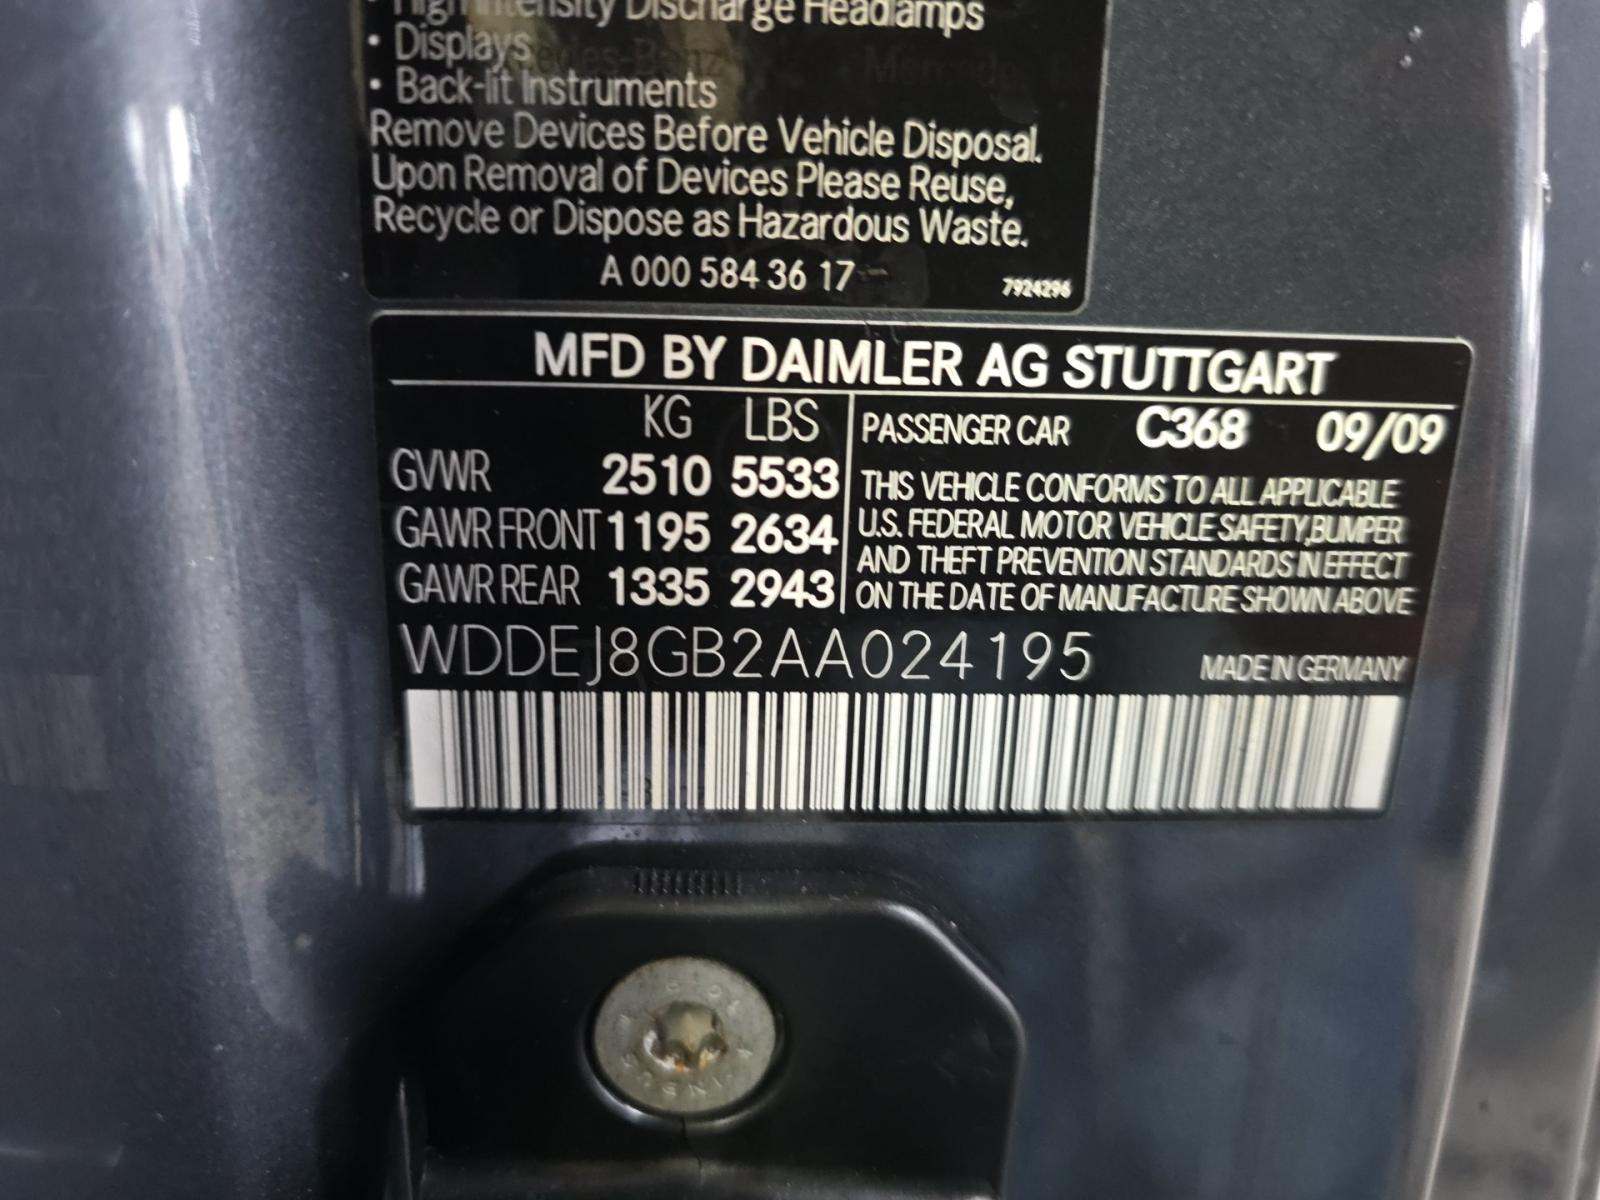 • High Intensity Discharge Headlamps
• Displays
• Back-lit Instruments
Remove Devices Before Vehicle Disposal.
Upon Removal of Devices Please Reuse,
Recycle or Dispose as Hazardous Waste.
A 000 584 36 17
7924296
MFD BY DAIMLER AG STUTTGART
KG LBS
GVWR 2510 5533
GAWR FRONT 1195 2634
GAWR REAR 1335 2943
PASSENGER CAR C368 09/09
THIS VEHICLE CONFORMS TO ALL APPLICABLE
U.S. FEDERAL MOTOR VEHICLE SAFETY,BUMPER
AND THEFT PREVENTION STANDARDS IN EFFECT
ON THE DATE OF MANUFACTURE SHOWN ABOVE
WDDEJ8GB2AA024195
MADE IN GERMANY